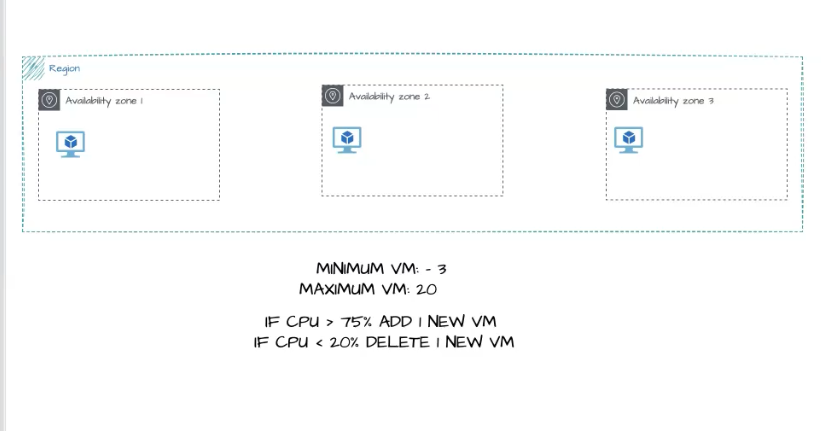 Region
Availability zone 1
Availability zone 2
Availability zone 3
MINIMUM VM: - 3
MAXIMUM VM: 20
IF CPU > 75% ADD 1 NEW VM
IF CPU < 20% DELETE 1 NEW VM